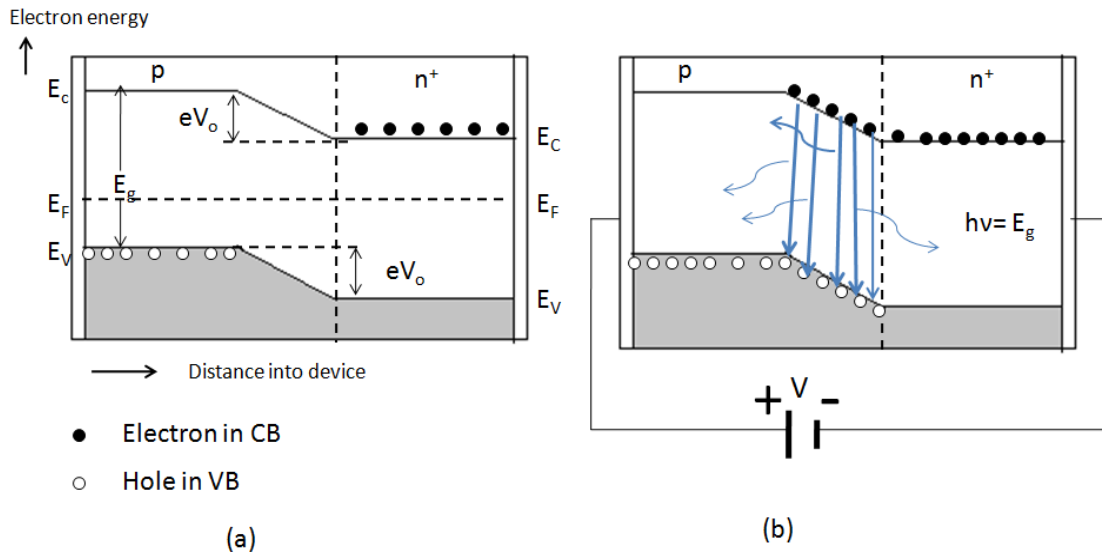 Electron energy
p
n+
Ec
eVo
EC
Eg
EF
EF
EV
eVo
EV
Distance into device
Electron in CB
Hole in VB
(a)
p
n+
hν= Eg
+ V −
(b)